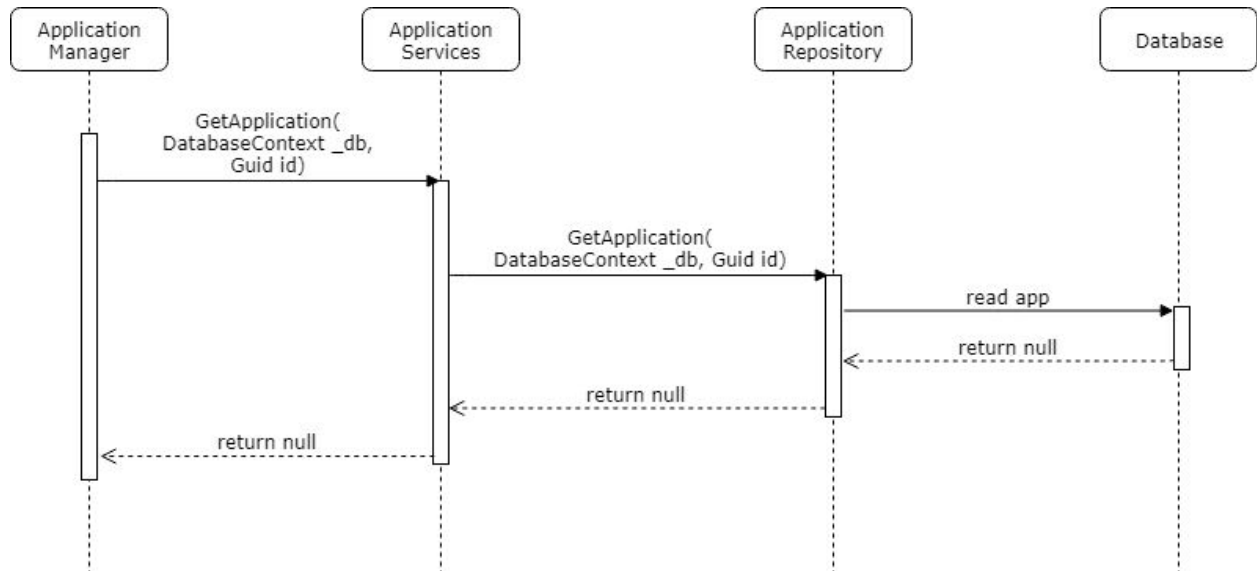 Application
Manager
Application
Services
Application
Repository
Database
GetApplication(
DatabaseContext _db,
Guid id)
GetApplication(
DatabaseContext _db, Guid id)
read app
return null
return null
return null